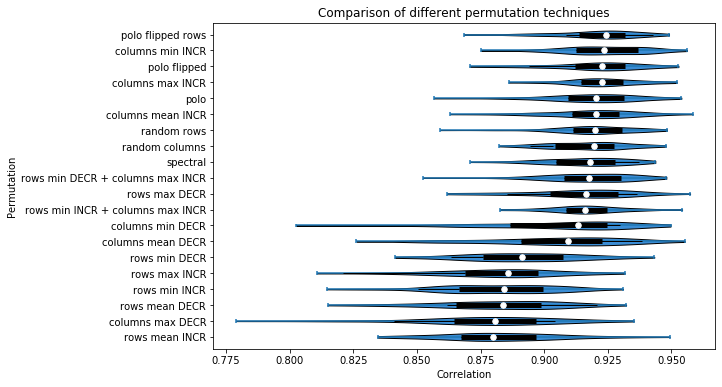 Comparison of different permutation techniques
Permutation
polo flipped rows
columns min INCR
polo flipped
columns max INCR
polo
columns mean INCR
random rows
random columns
spectral
rows min DECR + columns max INCR
rows max DECR
rows min INCR + columns max INCR
columns min DECR
columns mean DECR
rows min DECR
rows max INCR
rows min INCR
rows mean DECR
columns max DECR
rows mean INCR
0.775 0.800 0.825 0.850 0.875 0.900 0.925 0.950
Correlation